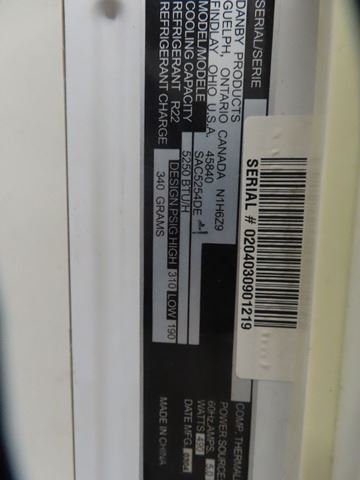 SERIAL/SERIE
DANBY PRODUCTS
GUELPH, ONTARIO CANADA N1H6Z9
FINDLAY, OHIO U.S.A. 45840
MODEL/MODELE SAC5254DE
COOLING CAPACITY 5250 BTU/H
REFRIGERANT R22 DESIGN PSIG HIGH 310 LOW 190
REFRIGERANT CHARGE 340 GRAMS
SERIAL # 0204030901219
COMP. THERMAL
POWER SOURCE
60HZ.AMPS.
WATTS
DATE MFG.
MADE IN CHINA